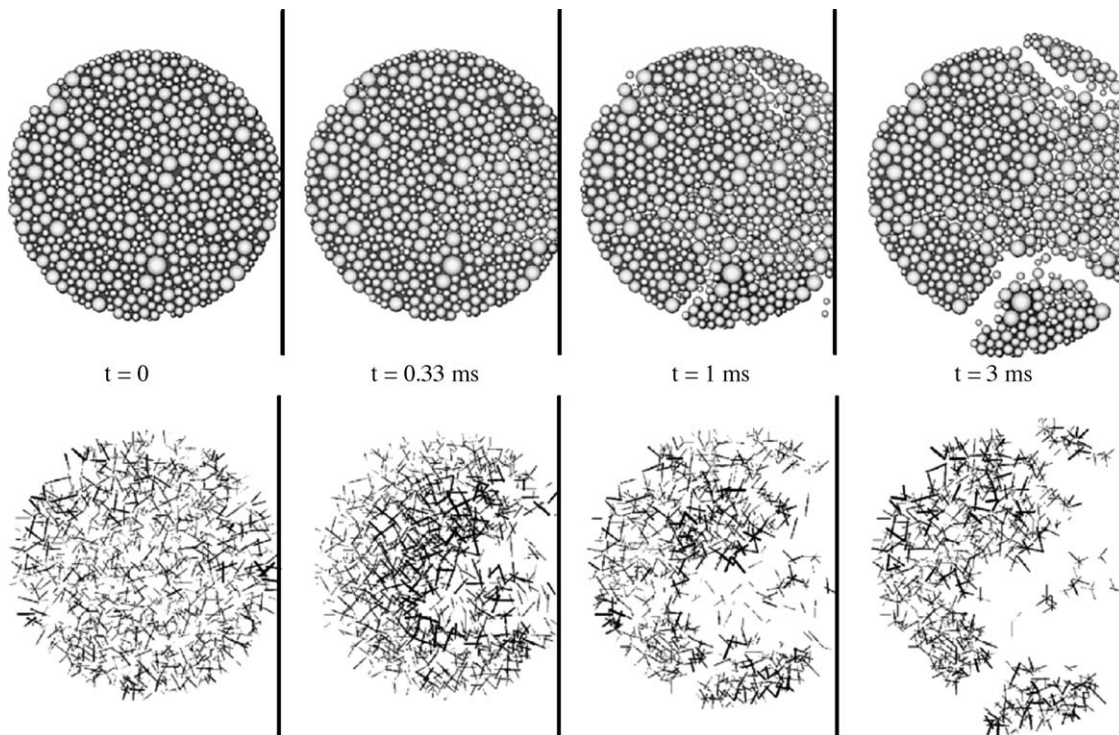 t = 0
t = 0.33 ms
t = 1 ms
t = 3 ms